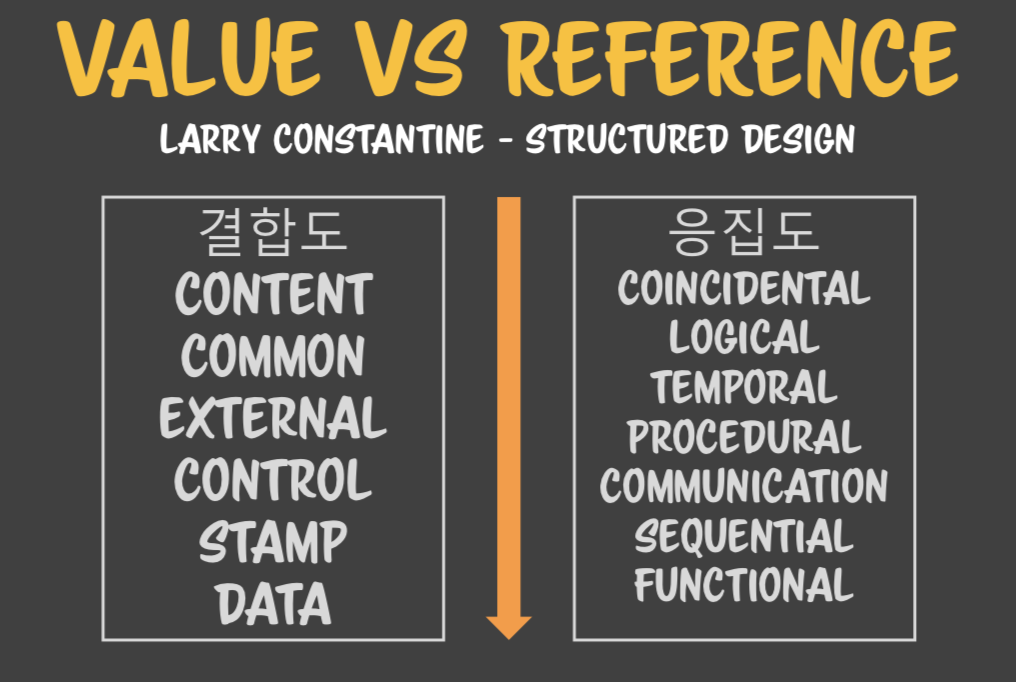 VALUE VS REFERENCE
LARRY CONSTANTINE - STRUCTURED DESIGN
결합도
CONTENT
COMMON
EXTERNAL
CONTROL
STAMP
DATA
응집도
COINCIDENTAL
LOGICAL
TEMPORAL
PROCEDURAL
COMMUNICATION
SEQUENTIAL
FUNCTIONAL